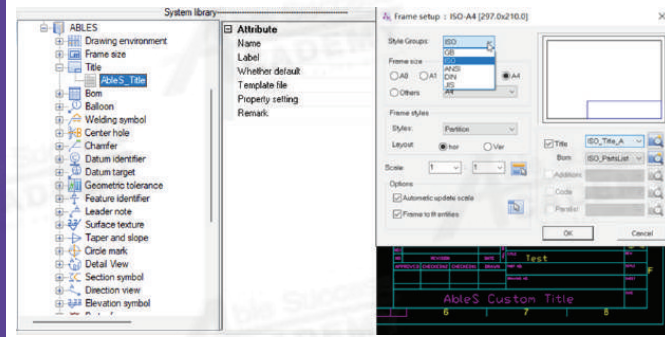 System library
ABLES
Drawing environment
Frame size
Title
AbleS_Title
Bom
Balloon
Welding symbol
Center hole
Chamfer
Datum identifier
Datum target
Geometric tolerance
Feature identifier
Leader note
Surface texture
Taper and slope
Circle mark
Detail View
Section symbol
Direction view
Elevation symbol
Attribute
Name
Label
Whether default
Template file
Property setting
Remark
Frame setup : ISO-A4 [297.0x210.0]
Style Groups:
ISO
GB
ISO
ANSI
DIN
JIS
Frame size
A0
A1
A4
Others
A4
Frame styles
Styles:
Partition
Layout
Hor
Ver
Scale
1
:
1
Options
Automatic update scale
Frame to fit entities
Title
ISO_Title_A
Bom
ISO_PartsList
Addition
Code
Parallel
OK
Cancel
Test
AbleS Custom Title
F
6
7
8